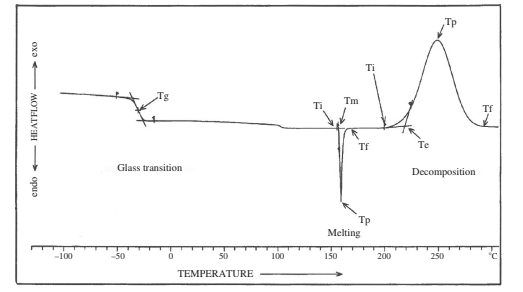 Tp
exo
HEATFLOW
endo
Tg
Ti
Tm
Ti
Tf
Tf
Te
Glass transition
Decomposition
Tp
Melting
−100 −50 0 50 100 150 200 250 °C
TEMPERATURE